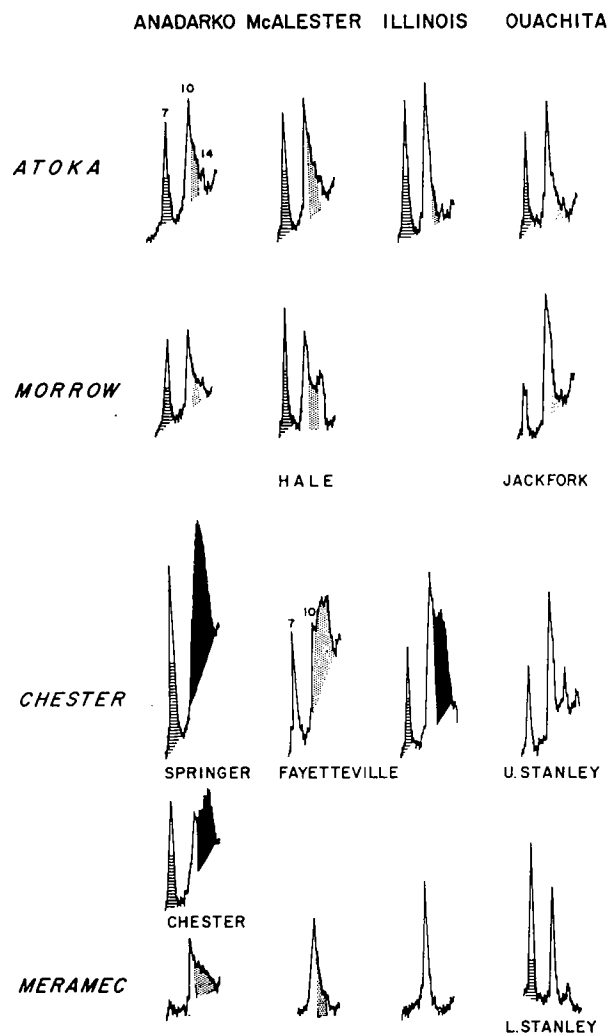 ANADARKO McALESTER ILLINOIS OUACHITA
7 10 14
ATOKA
MORROW
HALE JACKFORK
7 10
CHESTER
SPRINGER FAYETTEVILLE U. STANLEY
CHESTER
MERAMEC
L. STANLEY